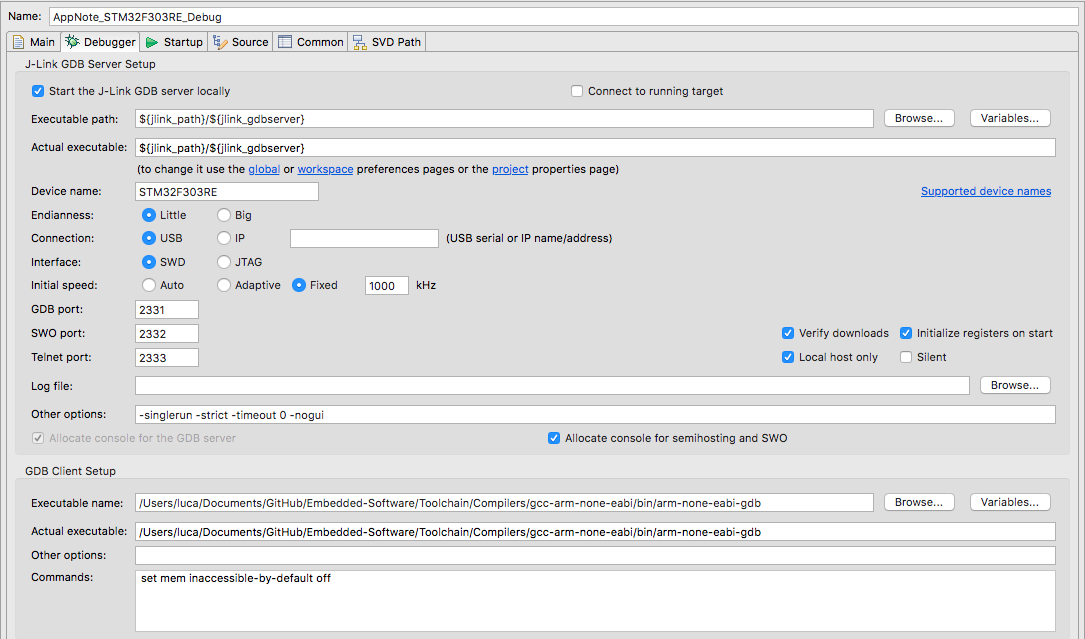 Name: AppNote_STM32F303RE_Debug
Main Debugger Startup Source Common SVD Path
J-Link GDB Server Setup
Start the J-Link GDB server locally Connect to running target
Executable path: ${jlink_path}/${jlink_gdbserver} Browse... Variables...
Actual executable: ${jlink_path}/${jlink_gdbserver}
(to change it use the global or workspace preferences pages or the project properties page)
Device name: STM32F303RE Supported device names
Endianness: Little Big
Connection: USB IP (USB serial or IP name/address)
Interface: SWD JTAG
Initial speed: Auto Adaptive Fixed 1000 kHz
GDB port: 2331
SWO port: 2332 Verify downloads Initialize registers on start
Telnet port: 2333 Local host only Silent
Log file: Browse...
Other options: -singlerun -strict -timeout 0 -nogui
Allocate console for the GDB server Allocate console for semihosting and SWO
GDB Client Setup
Executable name: /Users/luca/Documents/GitHub/Embedded-Software/Toolchain/Compilers/gcc-arm-none-eabi/bin/arm-none-eabi-gdb Browse... Variables...
Actual executable: /Users/luca/Documents/GitHub/Embedded-Software/Toolchain/Compilers/gcc-arm-none-eabi/bin/arm-none-eabi-gdb
Other options:
Commands: set mem inaccessible-by-default off